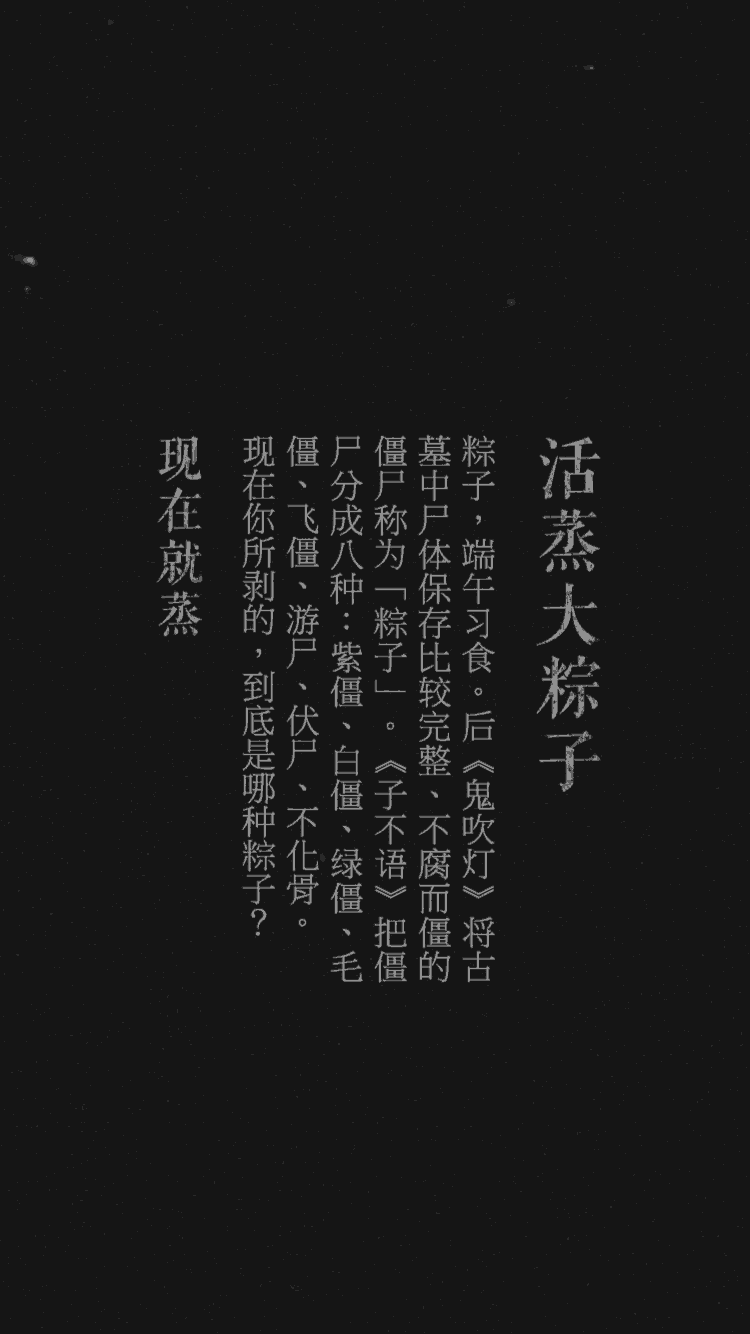 活蒸大粽子
粽子，端午习食。后《鬼吹灯》将古
墓中尸体保存比较完整、不腐而僵的
僵尸称为「粽子」。《子不语》把僵
尸分成八种：紫僵、白僵、绿僵、毛
僵、飞僵、游尸、伏尸、不化骨。
现在你所剥的，到底是哪种粽子？
现在就蒸